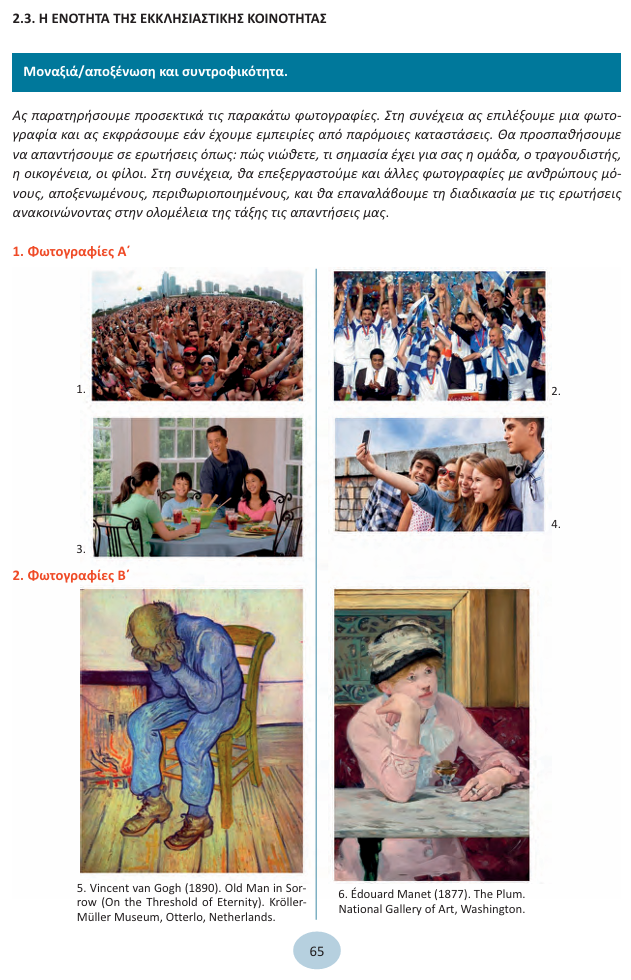 2.3. Η ΕΝΟΤΗΤΑ ΤΗΣ ΕΚΚΛΗΣΙΑΣΤΙΚΗΣ ΚΟΙΝΟΤΗΤΑΣ
Μοναξιά/αποξένωση και συντροφικότητα.
Ας παρατηρήσουμε προσεκτικά τις παρακάτω φωτογραφίες. Στη συνέχεια ας επιλέξουμε μια φωτο-
γραφία και ας εκφράσουμε εάν έχουμε εμπειρίες από παρόμοιες καταστάσεις. Θα προσπαθήσουμε
να απαντήσουμε σε ερωτήσεις όπως: πώς νιώθετε, τι σημασία έχει για σας η ομάδα, ο τραγουδιστής,
η οικογένεια, οι φίλοι. Στη συνέχεια, θα επεξεργαστούμε και άλλες φωτογραφίες με ανθρώπους μό-
νους, αποξενωμένους, περιθωριοποιημένους, και θα επαναλάβουμε τη διαδικασία με τις ερωτήσεις
ανακοινώνοντας στην ολομέλεια της τάξης τις απαντήσεις μας.
1. Φωτογραφίες Α΄
1.
2.
3.
4.
2. Φωτογραφίες Β΄
5. Vincent van Gogh (1890). Old Man in Sor-
row (On the Threshold of Eternity). Kröller-
Müller Museum, Otterlo, Netherlands.
6. Édouard Manet (1877). The Plum.
National Gallery of Art, Washington.
65